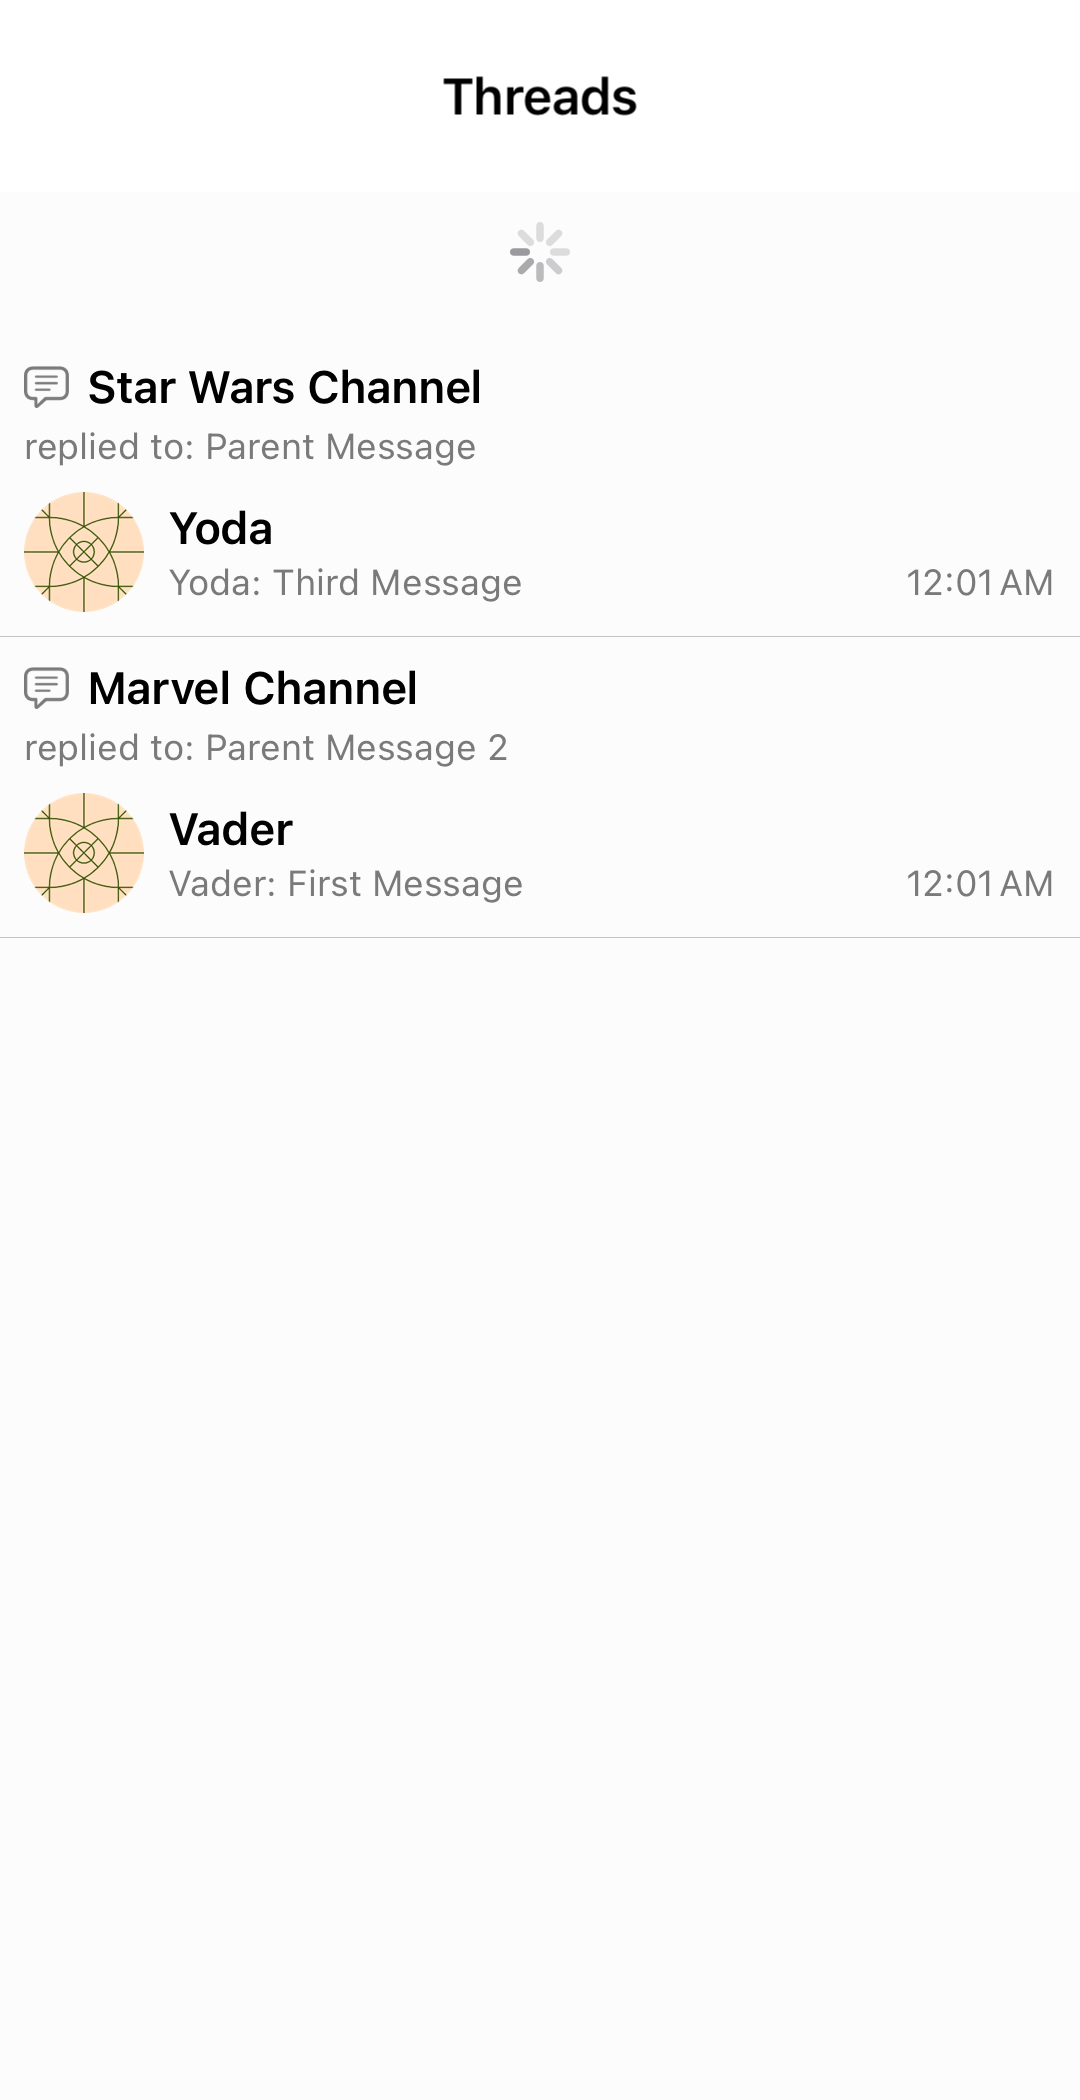 Threads
Star Wars Channel
replied to: Parent Message
Yoda
Yoda: Third Message 12:01 AM
Marvel Channel
replied to: Parent Message 2
Vader
Vader: First Message 12:01 AM